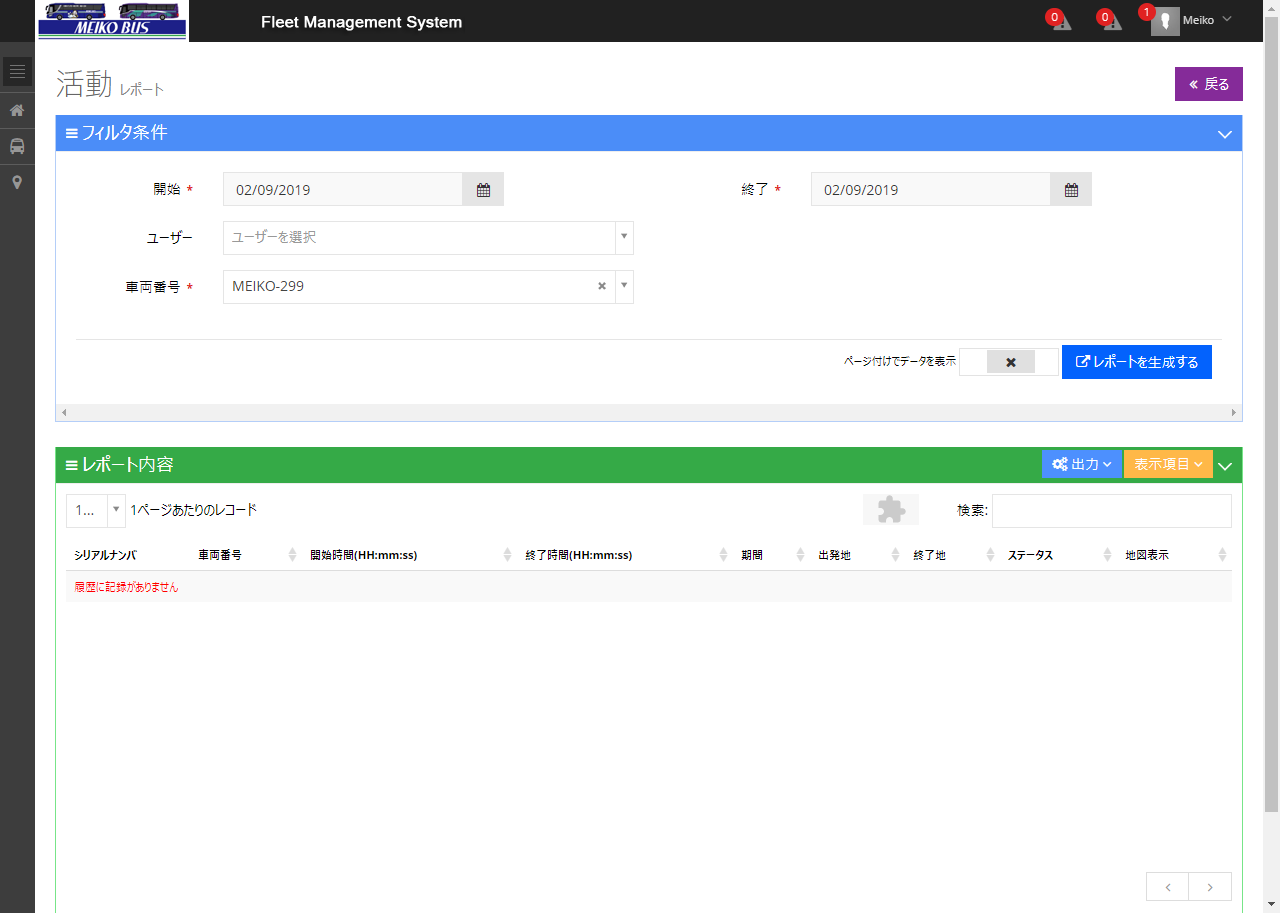 MEIKO BUS
Fleet Management System
0
0
1
Meiko
活動 レポート
« 戻る
フィルタ条件
開始 * 02/09/2019
終了 * 02/09/2019
ユーザー ユーザーを選択
車両番号 * MEIKO-299
ページ付けでデータを表示
レポートを生成する
レポート内容
出力
表示項目
1... 1ページあたりのレコード
検索:
シリアルナンバ 車両番号 開始時間(HH:mm:ss) 終了時間(HH:mm:ss) 期間 出発地 終了地 ステータス 地図表示
履歴に記録がありません